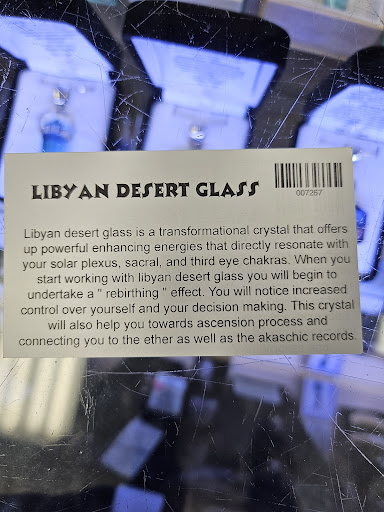 LIBYAN DESERT GLASS
007257
Libyan desert glass is a transformational crystal that offers
up powerful enhancing energies that directly resonate with
your solar plexus, sacral, and third eye chakras. When you
start working with libyan desert glass you will begin to
undertake a " rebirthing " effect. You will notice increased
control over yourself and your decision making. This crystal
will also help you towards ascension process and
connecting you to the ether as well as the akaschic records.